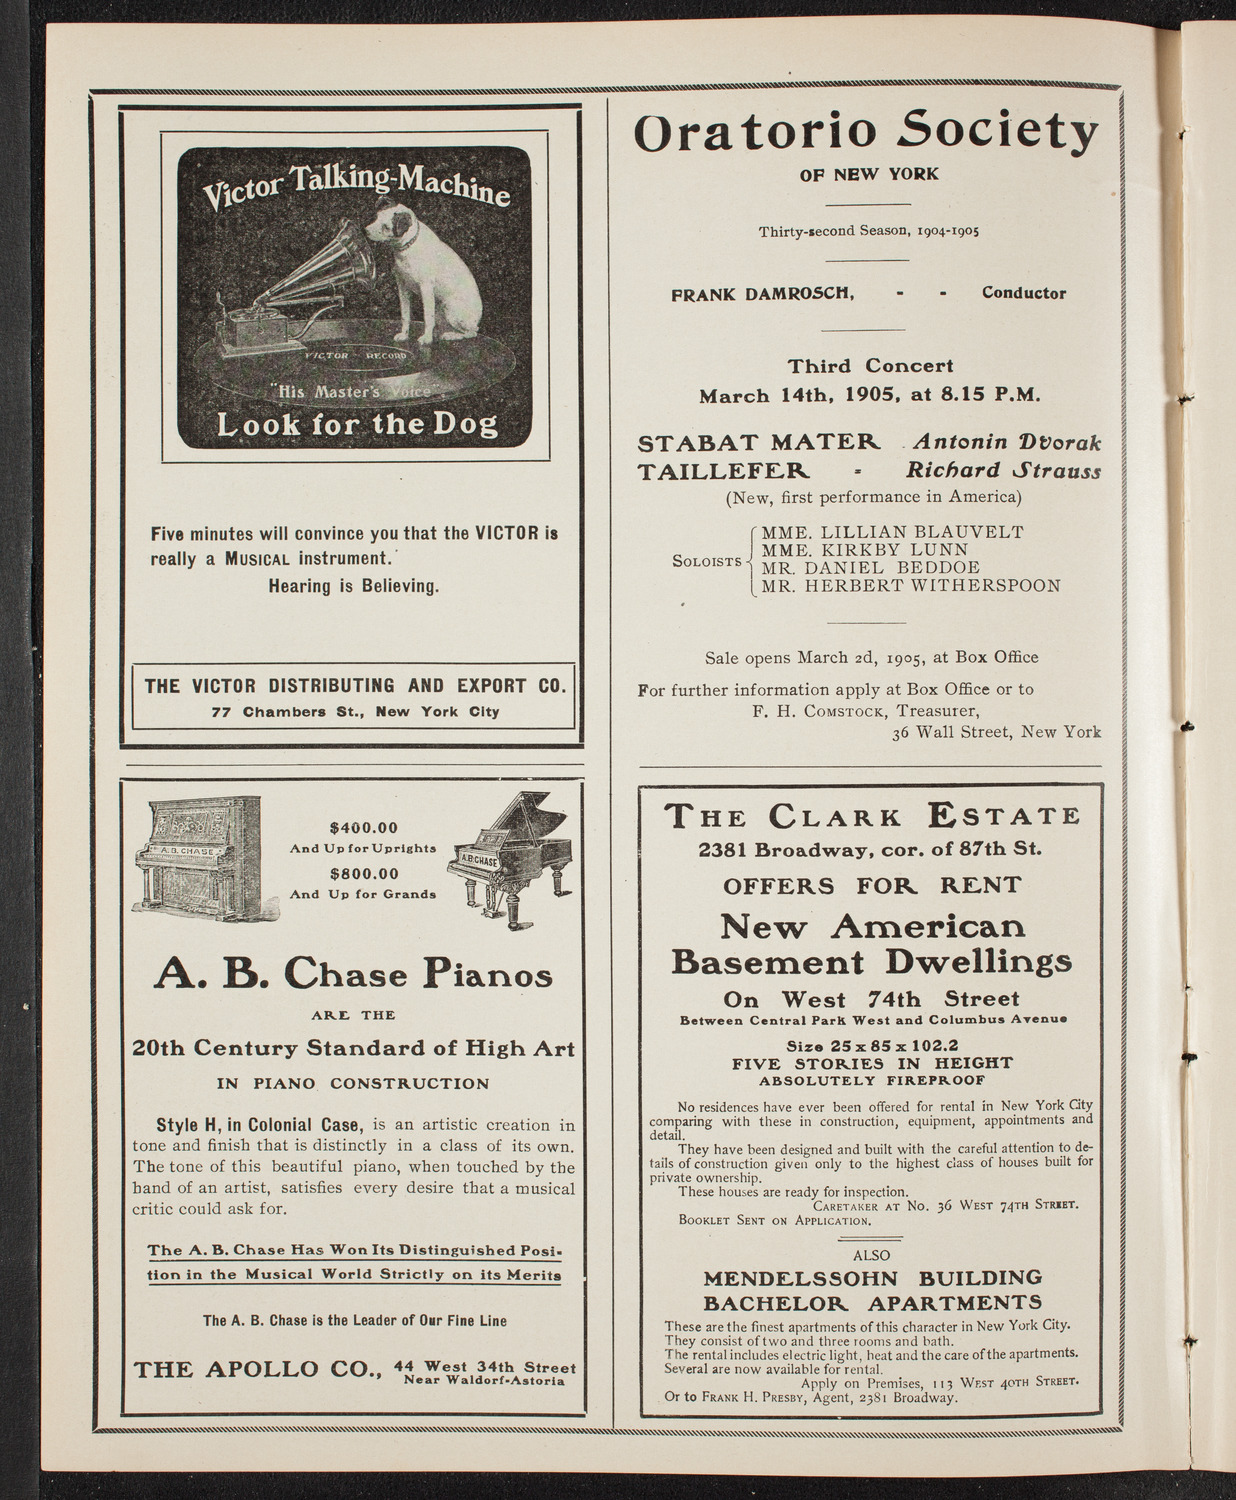 Victor Talking-Machine
VICTOR RECORD
"His Master's Voice"
Look for the Dog
Five minutes will convince you that the VICTOR is
really a MUSICAL instrument.
Hearing is Believing.
THE VICTOR DISTRIBUTING AND EXPORT CO.
77 Chambers St., New York City
A. B. CHASE
$400.00
And Up for Uprights
$800.00
And Up for Grands
A.B.CHASE
A. B. Chase Pianos
ARE THE
20th Century Standard of High Art
IN PIANO CONSTRUCTION
Style H, in Colonial Case, is an artistic creation in
tone and finish that is distinctly in a class of its own.
The tone of this beautiful piano, when touched by the
hand of an artist, satisfies every desire that a musical
critic could ask for.
The A. B. Chase Has Won Its Distinguished Posi-
tion in the Musical World Strictly on its Merits
The A. B. Chase is the Leader of Our Fine Line
THE APOLLO CO., 44 West 34th Street
Near Waldorf-Astoria
Oratorio Society
OF NEW YORK
Thirty-second Season, 1904-1905
FRANK DAMROSCH, - - Conductor
Third Concert
March 14th, 1905, at 8.15 P.M.
STABAT MATER Antonin Dvorak
TAILLEFER - Richard Strauss
(New, first performance in America)
SOLOISTS
MME. LILLIAN BLAUVELT
MME. KIRKBY LUNN
MR. DANIEL BEDDOE
MR. HERBERT WITHERSPOON
Sale opens March 2d, 1905, at Box Office
For further information apply at Box Office or to
F. H. COMSTOCK, Treasurer,
36 Wall Street, New York
THE CLARK ESTATE
2381 Broadway, cor. of 87th St.
OFFERS FOR RENT
New American
Basement Dwellings
On West 74th Street
Between Central Park West and Columbus Avenue
Size 25 x 85 x 102.2
FIVE STORIES IN HEIGHT
ABSOLUTELY FIREPROOF
No residences have ever been offered for rental in New York City
comparing with these in construction, equipment, appointments and
detail.
They have been designed and built with the careful attention to de-
tails of construction given only to the highest class of houses built for
private ownership.
These houses are ready for inspection.
CARETAKER AT NO. 36 WEST 74TH STREET.
BOOKLET SENT ON APPLICATION.
ALSO
MENDELSSOHN BUILDING
BACHELOR APARTMENTS
These are the finest apartments of this character in New York City.
They consist of two and three rooms and bath.
The rental includes electric light, heat and the care of the apartments.
Several are now available for rental.
Apply on Premises, 113 WEST 40TH STREET.
Or to FRANK H. PRESBY, Agent, 2381 Broadway.